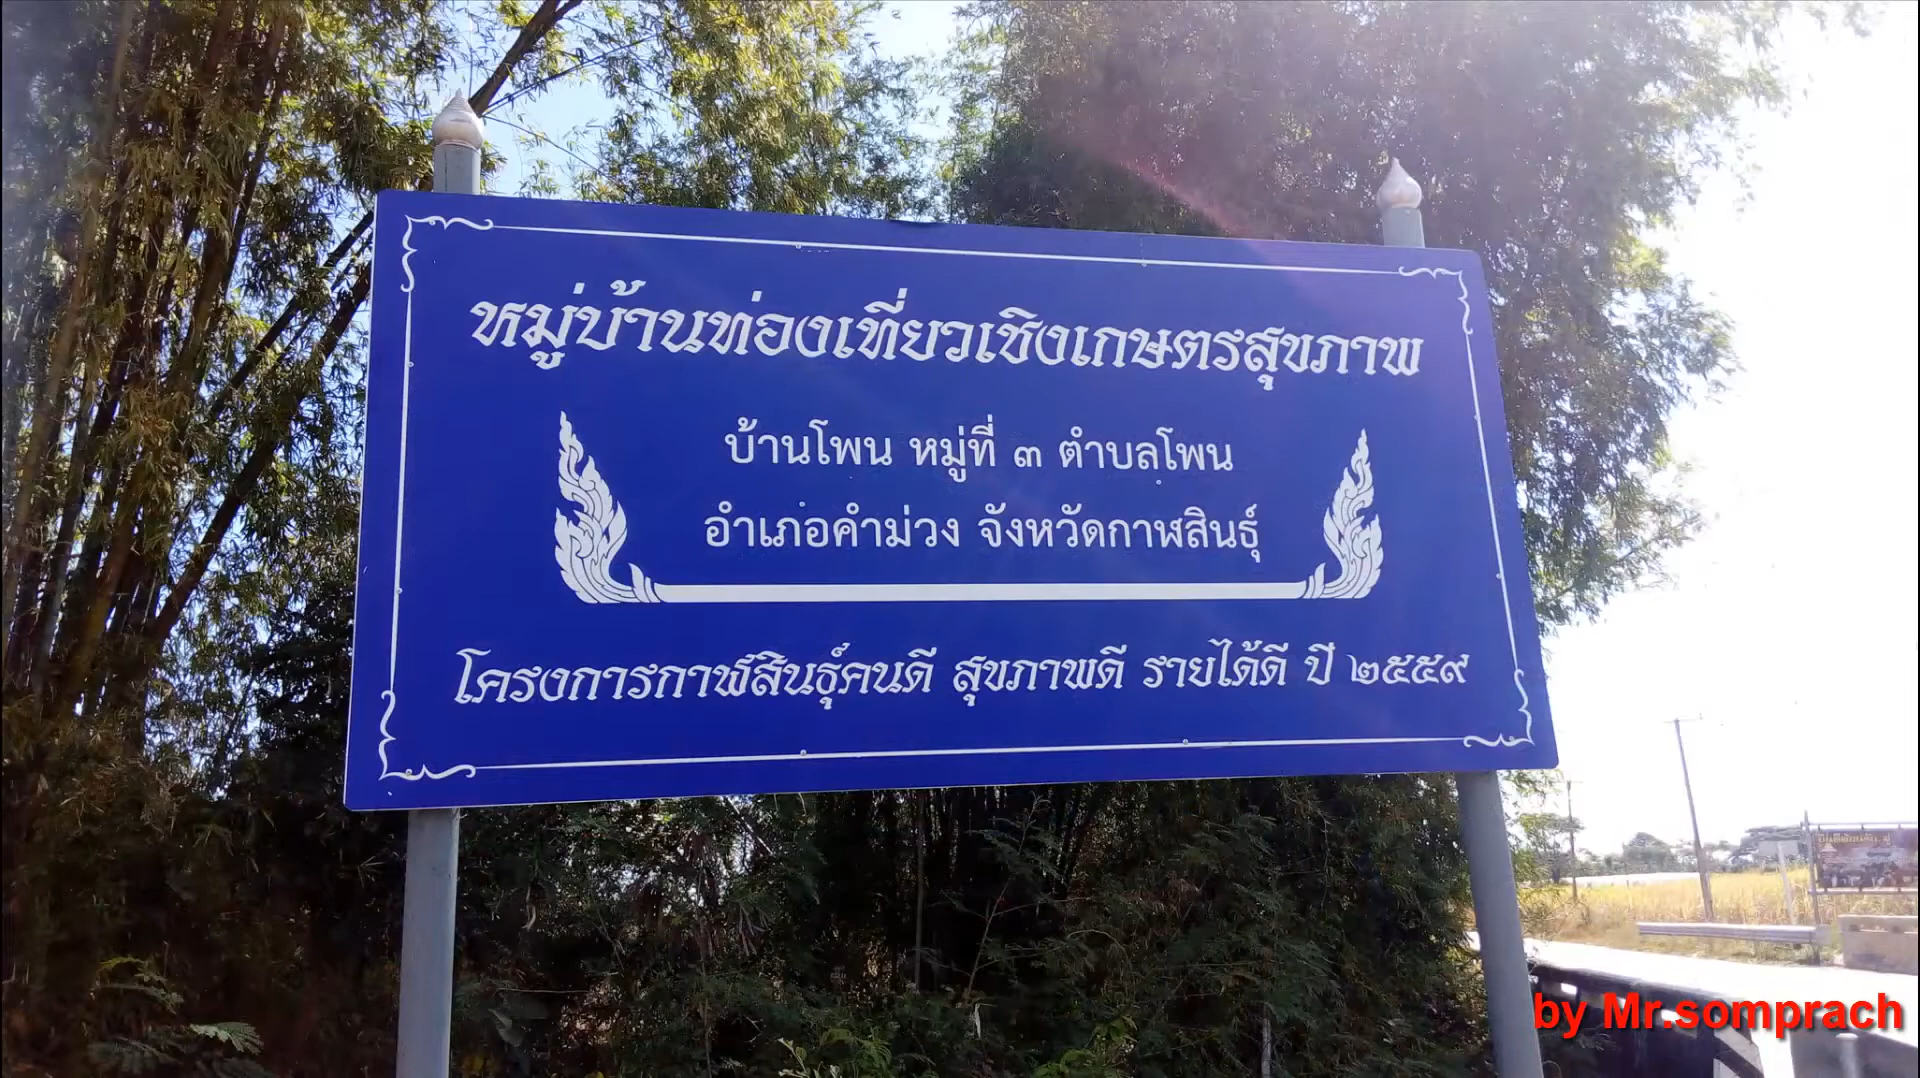 หมู่บ้านท่องเที่ยวเชิงเกษตรสุขภาพ
บ้านโพน หมู่ที่ ๓ ตำบลโพน
อำเภอคำม่วง จังหวัดกาฬสินธุ์
โครงการกาฬสินธุ์คนดี สุขภาพดี รายได้ดี ปี ๒๕๕๙
by Mr.somprach